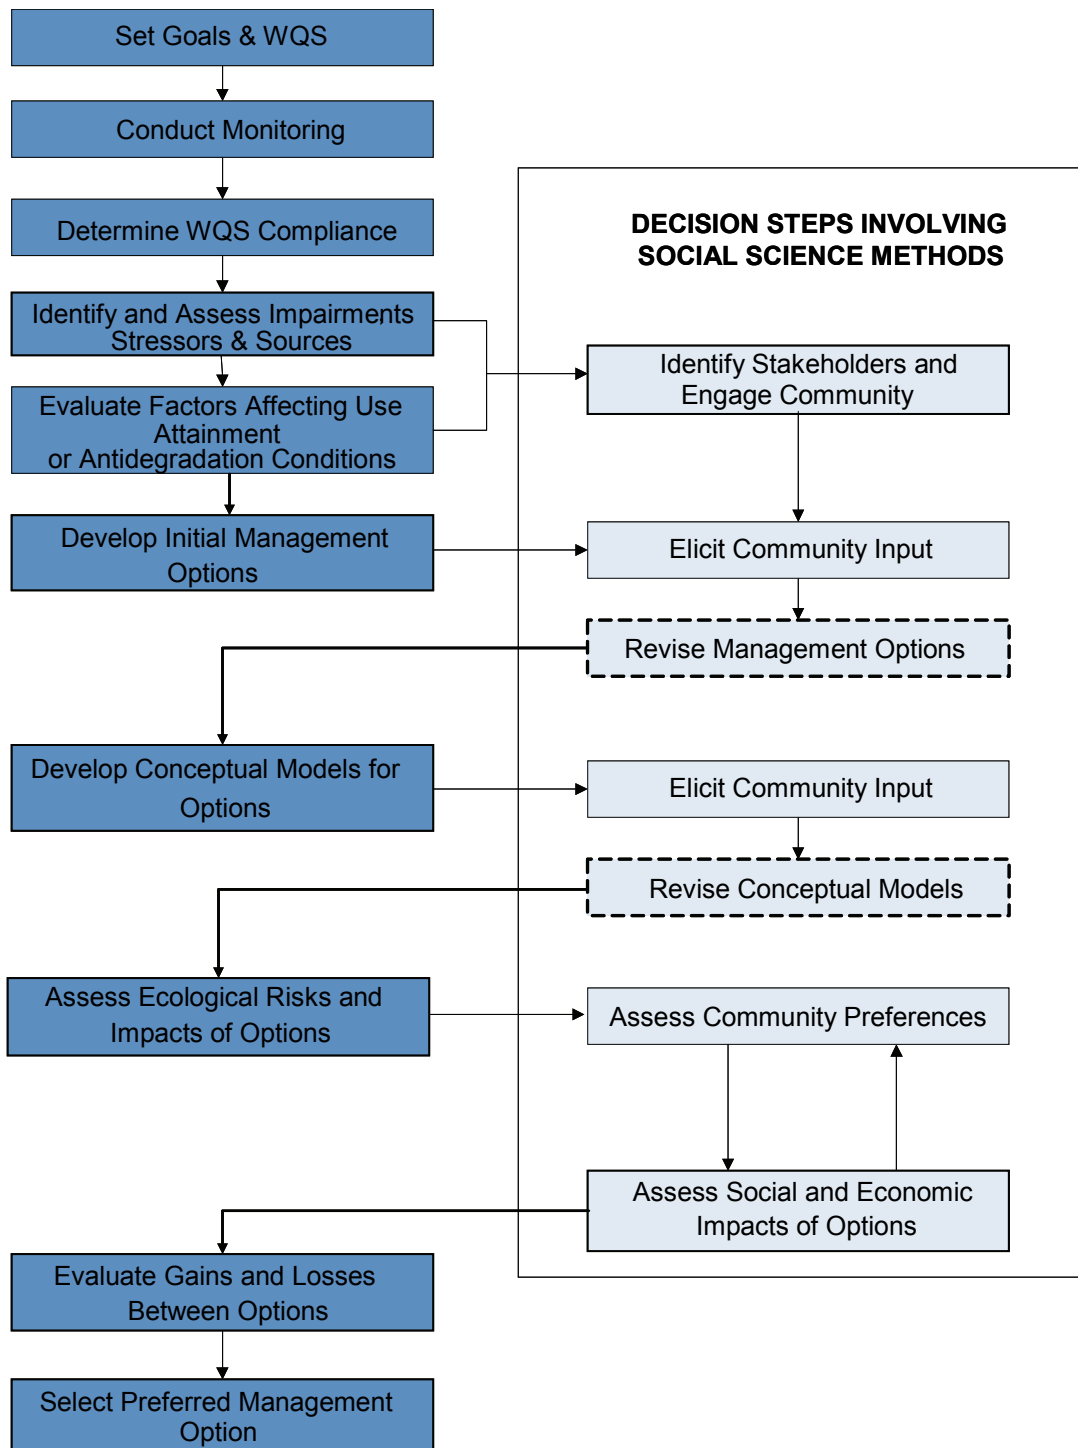 Set Goals & WQS
Conduct Monitoring
Determine WQS Compliance
Identify and Assess Impairments
Stressors & Sources
Evaluate Factors Affecting Use
Attainment
or Antidegradation Conditions
Develop Initial Management
Options
DECISION STEPS INVOLVING
SOCIAL SCIENCE METHODS
Identify Stakeholders and
Engage Community
Elicit Community Input
Revise Management Options
Develop Conceptual Models for
Options
Elicit Community Input
Revise Conceptual Models
Assess Ecological Risks and
Impacts of Options
Assess Community Preferences
Assess Social and Economic
Impacts of Options
Evaluate Gains and Losses
Between Options
Select Preferred Management
Option